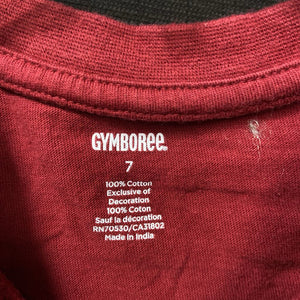 GYMBOREE
7
100% Cotton
Exclusive of
Decoration
100% Coton
Sauf la décoration
RN70530/CA31802
Made in India